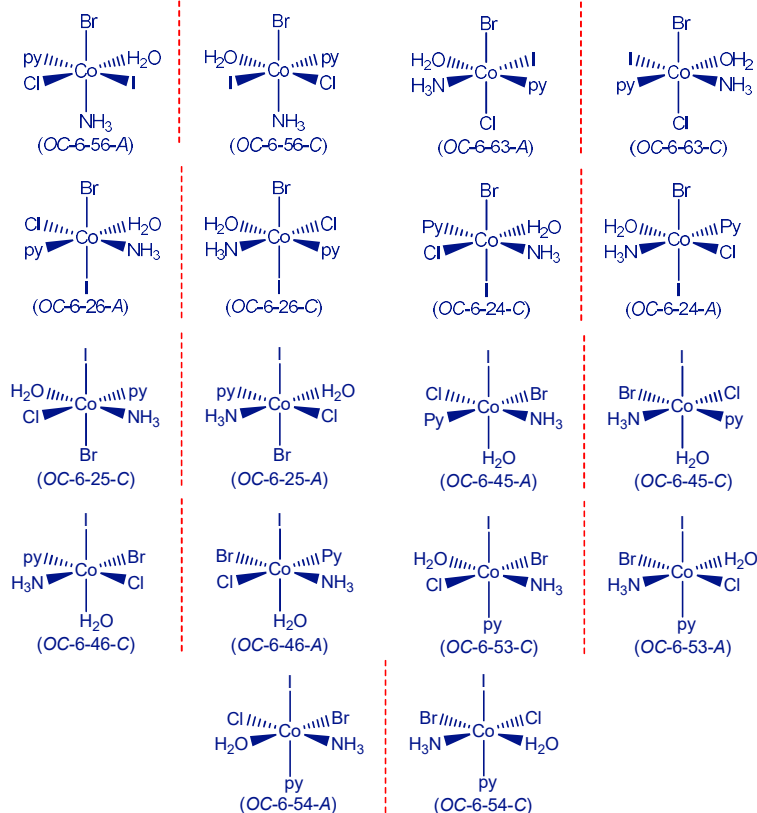 Br Br Br Br
py H₂O H₂O py H₂O I I OH₂
Co Co Co Co
Cl I I Cl H₃N py py NH₃
NH₃ NH₃ Cl Cl
(OC-6-56-A) (OC-6-56-C) (OC-6-63-A) (OC-6-63-C)
Br Br Br Br
Cl H₂O H₂O Cl Py H₂O H₂O Py
Co Co Co Co
py NH₃ H₃N py Cl NH₃ H₃N Cl
I I I I
(OC-6-26-A) (OC-6-26-C) (OC-6-24-C) (OC-6-24-A)
I I I I
H₂O py py H₂O Cl Br Br Cl
Co Co Co Co
Cl NH₃ H₃N Cl Py NH₃ H₃N py
Br Br H₂O H₂O
(OC-6-25-C) (OC-6-25-A) (OC-6-45-A) (OC-6-45-C)
I I I I
py Br Br Py H₂O Br Br H₂O
Co Co Co Co
H₃N Cl Cl NH₃ Cl NH₃ H₃N Cl
H₂O H₂O py py
(OC-6-46-C) (OC-6-46-A) (OC-6-53-C) (OC-6-53-A)
I I
Cl Br Br Cl
Co Co
H₂O NH₃ H₃N H₂O
py py
(OC-6-54-A) (OC-6-54-C)